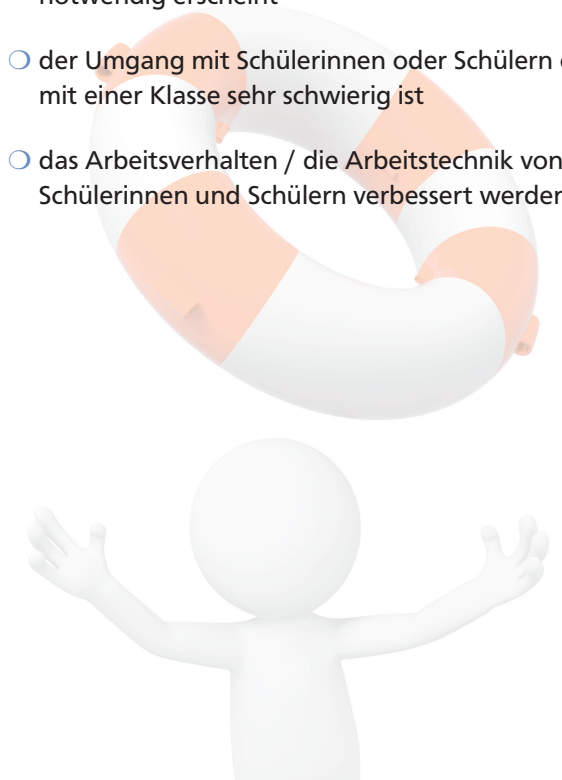 notwendig erscheint
der Umgang mit Schülerinnen oder Schülern
mit einer Klasse sehr schwierig ist
das Arbeitsverhalten / die Arbeitstechnik von
Schülerinnen und Schülern verbessert werden